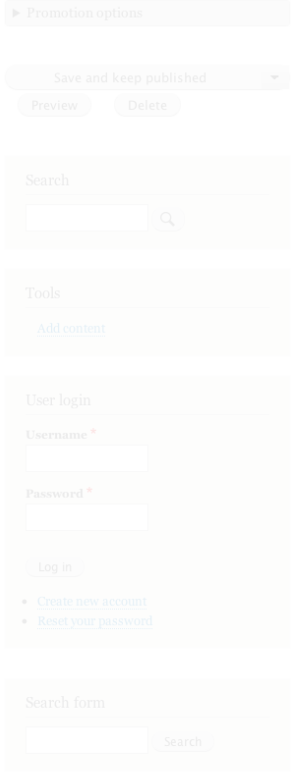 Promotion options
Save and keep published
Preview Delete
Search
Tools
Add content
User login
Username *
Password *
Log in
Create new account
Reset your password
Search form
Search